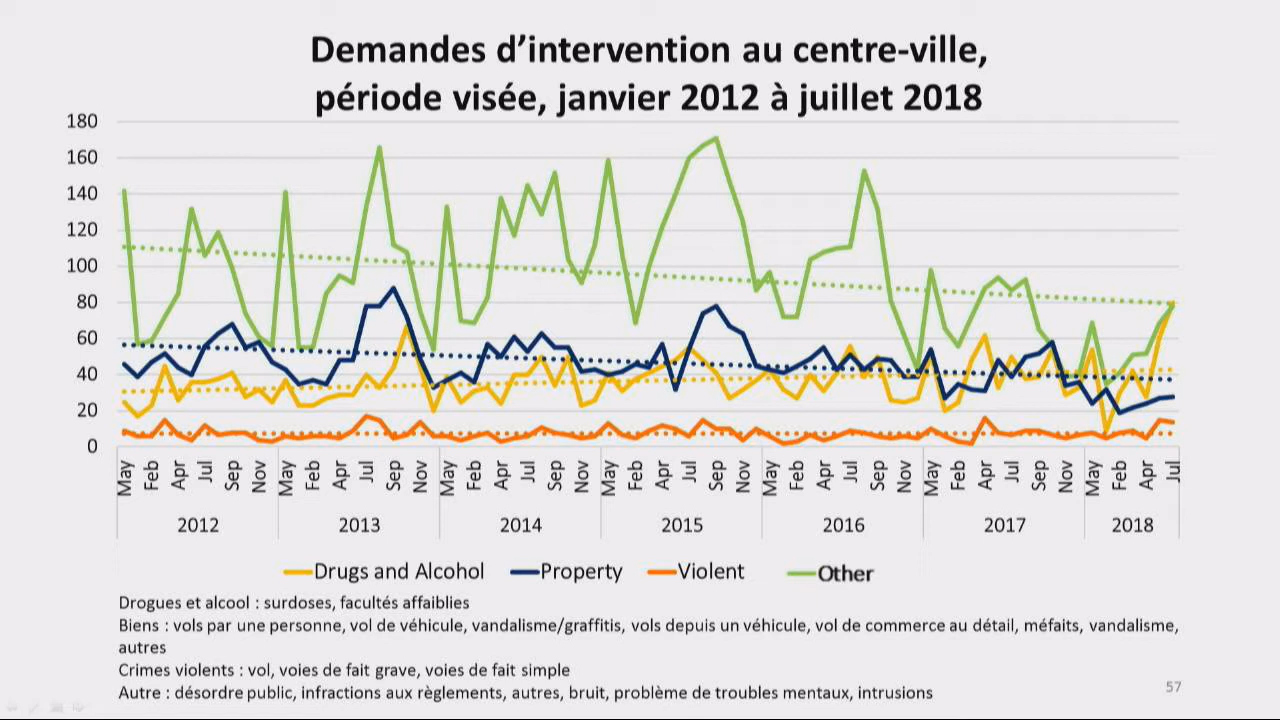 Demandes d’intervention au centre-ville,
période visée, janvier 2012 à juillet 2018
180
160
140
120
100
80
60
40
20
0
May Feb Apr Jul Sep Nov May Feb Apr Jul Sep Nov May Feb Apr Jul Sep Nov May Feb Apr Jul Sep Nov May Feb Apr Jul Sep Nov May Feb Apr Jul Sep Nov May Feb Apr Jul
2012 2013 2014 2015 2016 2017 2018
Drugs and Alcohol Property Violent Other
Drogues et alcool : surdoses, facultés affaiblies
Biens : vols par une personne, vol de véhicule, vandalisme/graffitis, vols depuis un véhicule, vol de commerce au détail, méfaits, vandalisme,
autres
Crimes violents : vol, voies de fait grave, voies de fait simple
Autre : désordre public, infractions aux règlements, autres, bruit, problème de troubles mentaux, intrusions
57